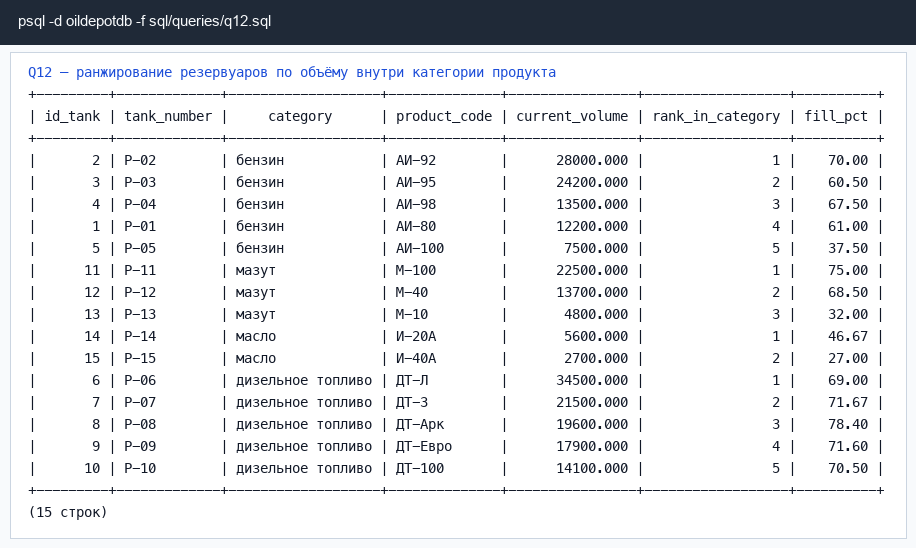 psql -d oildepotdb -f sql/queries/q12.sql
Q12 — ранжирование резервуаров по объёму внутри категории продукта
| id_tank | tank_number | category | product_code | current_volume | rank_in_category | fill_pct |
| 2 | Р-02 | бензин | АИ-92 | 28000.000 | 1 | 70.00 |
| 3 | Р-03 | бензин | АИ-95 | 24200.000 | 2 | 60.50 |
| 4 | Р-04 | бензин | АИ-98 | 13500.000 | 3 | 67.50 |
| 1 | Р-01 | бензин | АИ-80 | 12200.000 | 4 | 61.00 |
| 5 | Р-05 | бензин | АИ-100 | 7500.000 | 5 | 37.50 |
| 11 | Р-11 | мазут | М-100 | 22500.000 | 1 | 75.00 |
| 12 | Р-12 | мазут | М-40 | 13700.000 | 2 | 68.50 |
| 13 | Р-13 | мазут | М-10 | 4800.000 | 3 | 32.00 |
| 14 | Р-14 | масло | И-20А | 5600.000 | 1 | 46.67 |
| 15 | Р-15 | масло | И-40А | 2700.000 | 2 | 27.00 |
| 6 | Р-06 | дизельное топливо | ДТ-Л | 34500.000 | 1 | 69.00 |
| 7 | Р-07 | дизельное топливо | ДТ-З | 21500.000 | 2 | 71.67 |
| 8 | Р-08 | дизельное топливо | ДТ-Арк | 19600.000 | 3 | 78.40 |
| 9 | Р-09 | дизельное топливо | ДТ-Евро | 17900.000 | 4 | 71.60 |
| 10 | Р-10 | дизельное топливо | ДТ-100 | 14100.000 | 5 | 70.50 |
(15 строк)